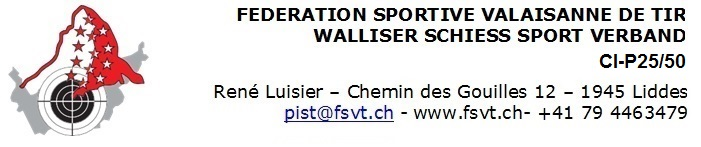 FEDERATION SPORTIVE VALAISANNE DE TIR
WALLISER SCHIESS SPORT VERBAND
CI-P25/50
René Luisier – Chemin des Gouilles 12 – 1945 Liddes
pist@fsvt.ch - www.fsvt.ch- +41 79 4463479